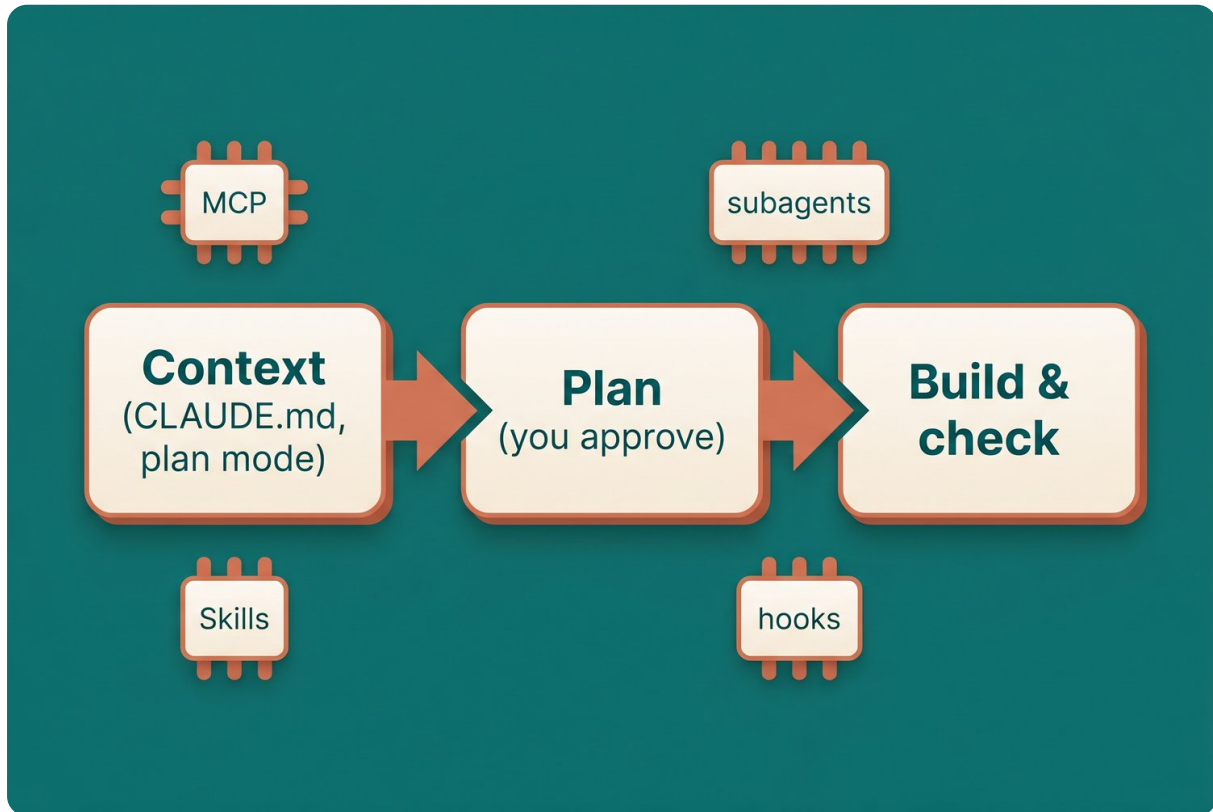 MCP
subagents
Context
(CLAUDE.md,
plan mode)
Plan
(you approve)
Build &
check
Skills
hooks